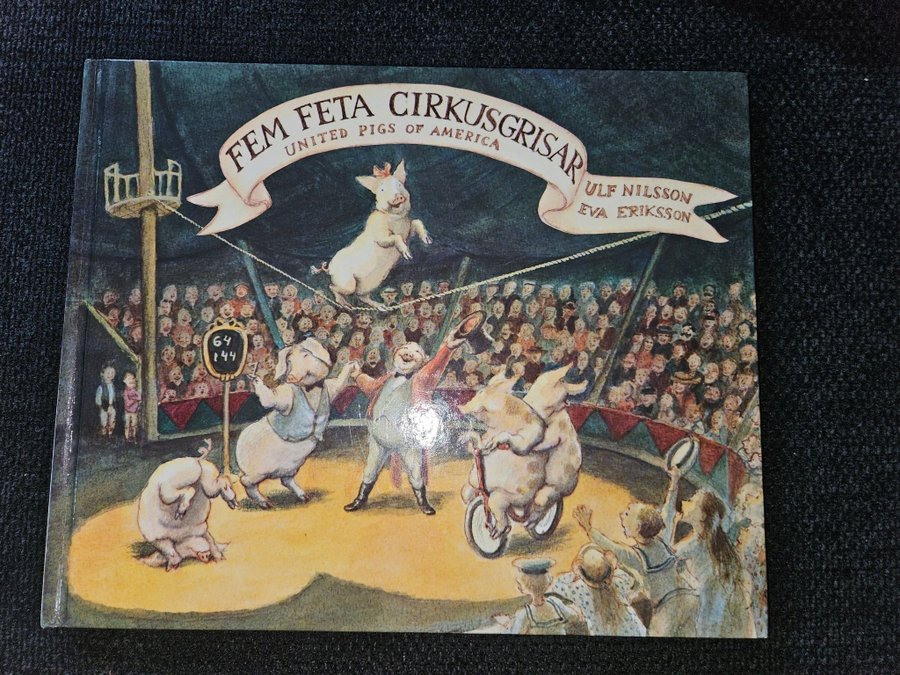 FEM FETA CIRKUSGRISAR
UNITED PIGS OF AMERICA
ULF NILSSON
EVA ERIKSSON
64
144